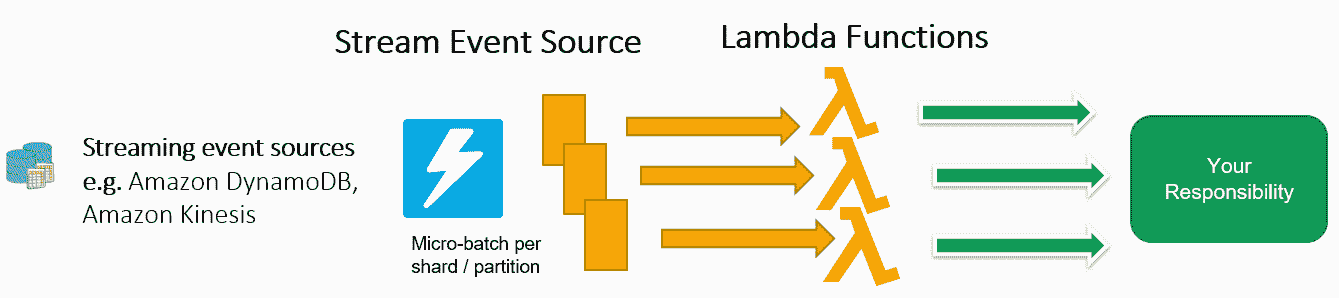 Stream Event Source
Lambda Functions
Streaming event sources
e.g. Amazon DynamoDB,
Amazon Kinesis
Micro-batch per
shard / partition
Your
Responsibility